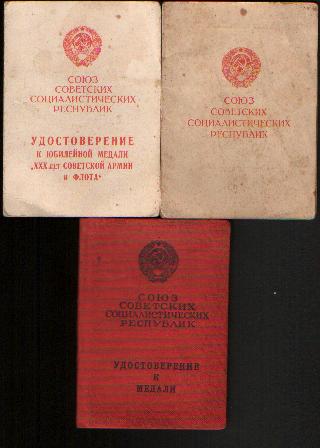 СОЮЗ
СОВЕТСКИХ
СОЦИАЛИСТИЧЕСКИХ
РЕСПУБЛИК
УДОСТОВЕРЕНИЕ
К ЮБИЛЕЙНОЙ МЕДАЛИ
„XXX ЛЕТ СОВЕТСКОЙ АРМИИ
и ФЛОТА“
СОЮЗ
СОВЕТСКИХ
СОЦИАЛИСТИЧЕСКИХ
РЕСПУБЛИК
СОЮЗ
СОВЕТСКИХ
СОЦИАЛИСТИЧЕСКИХ
РЕСПУБЛИК
УДОСТОВЕРЕНИЕ
К
МЕДАЛИ